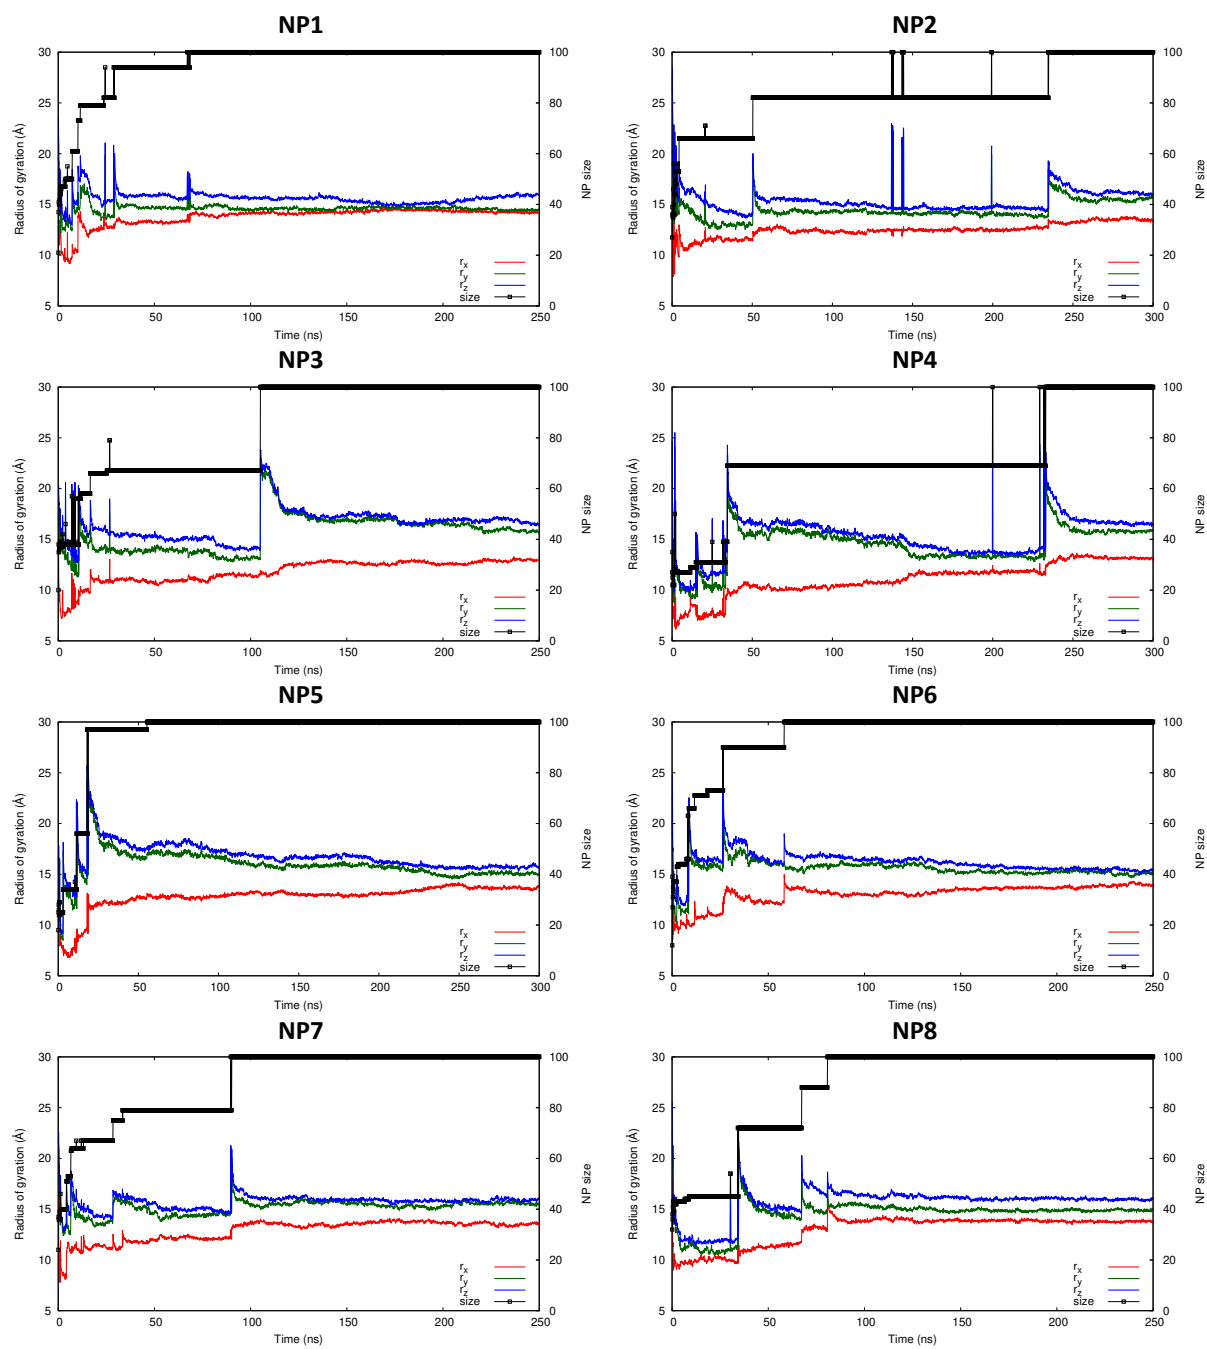 NP1
30
25
20
15
10
5
Radius of gyration (Å)
100
80
60
40
20
0
NP size
rx
ry
rz
size
0 50 100 150 200 250
Time (ns)
NP2
30
25
20
15
10
5
Radius of gyration (Å)
100
80
60
40
20
0
NP size
rx
ry
rz
size
0 50 100 150 200 250 300
Time (ns)
NP3
30
25
20
15
10
5
Radius of gyration (Å)
100
80
60
40
20
0
NP size
rx
ry
rz
size
0 50 100 150 200 250
Time (ns)
NP4
30
25
20
15
10
5
Radius of gyration (Å)
100
80
60
40
20
0
NP size
rx
ry
rz
size
0 50 100 150 200 250 300
Time (ns)
NP5
30
25
20
15
10
5
Radius of gyration (Å)
100
80
60
40
20
0
NP size
rx
ry
rz
size
0 50 100 150 200 250 300
Time (ns)
NP6
30
25
20
15
10
5
Radius of gyration (Å)
100
80
60
40
20
0
NP size
rx
ry
rz
size
0 50 100 150 200 250
Time (ns)
NP7
30
25
20
15
10
5
Radius of gyration (Å)
100
80
60
40
20
0
NP size
rx
ry
rz
size
0 50 100 150 200 250
Time (ns)
NP8
30
25
20
15
10
5
Radius of gyration (Å)
100
80
60
40
20
0
NP size
rx
ry
rz
size
0 50 100 150 200 250
Time (ns)